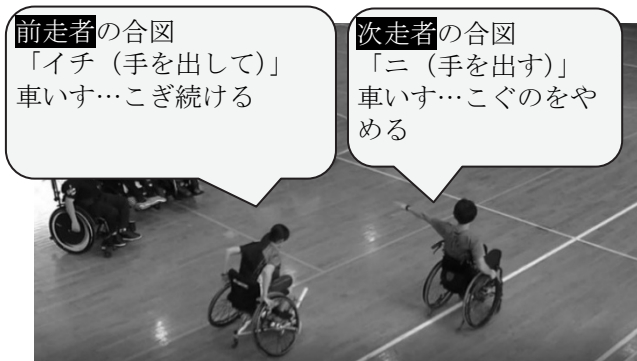 前走者の合図
「イチ（手を出して）」
車いす…こぎ続ける
次走者の合図
「ニ（手を出す）」
車いす…こぐのをや
める